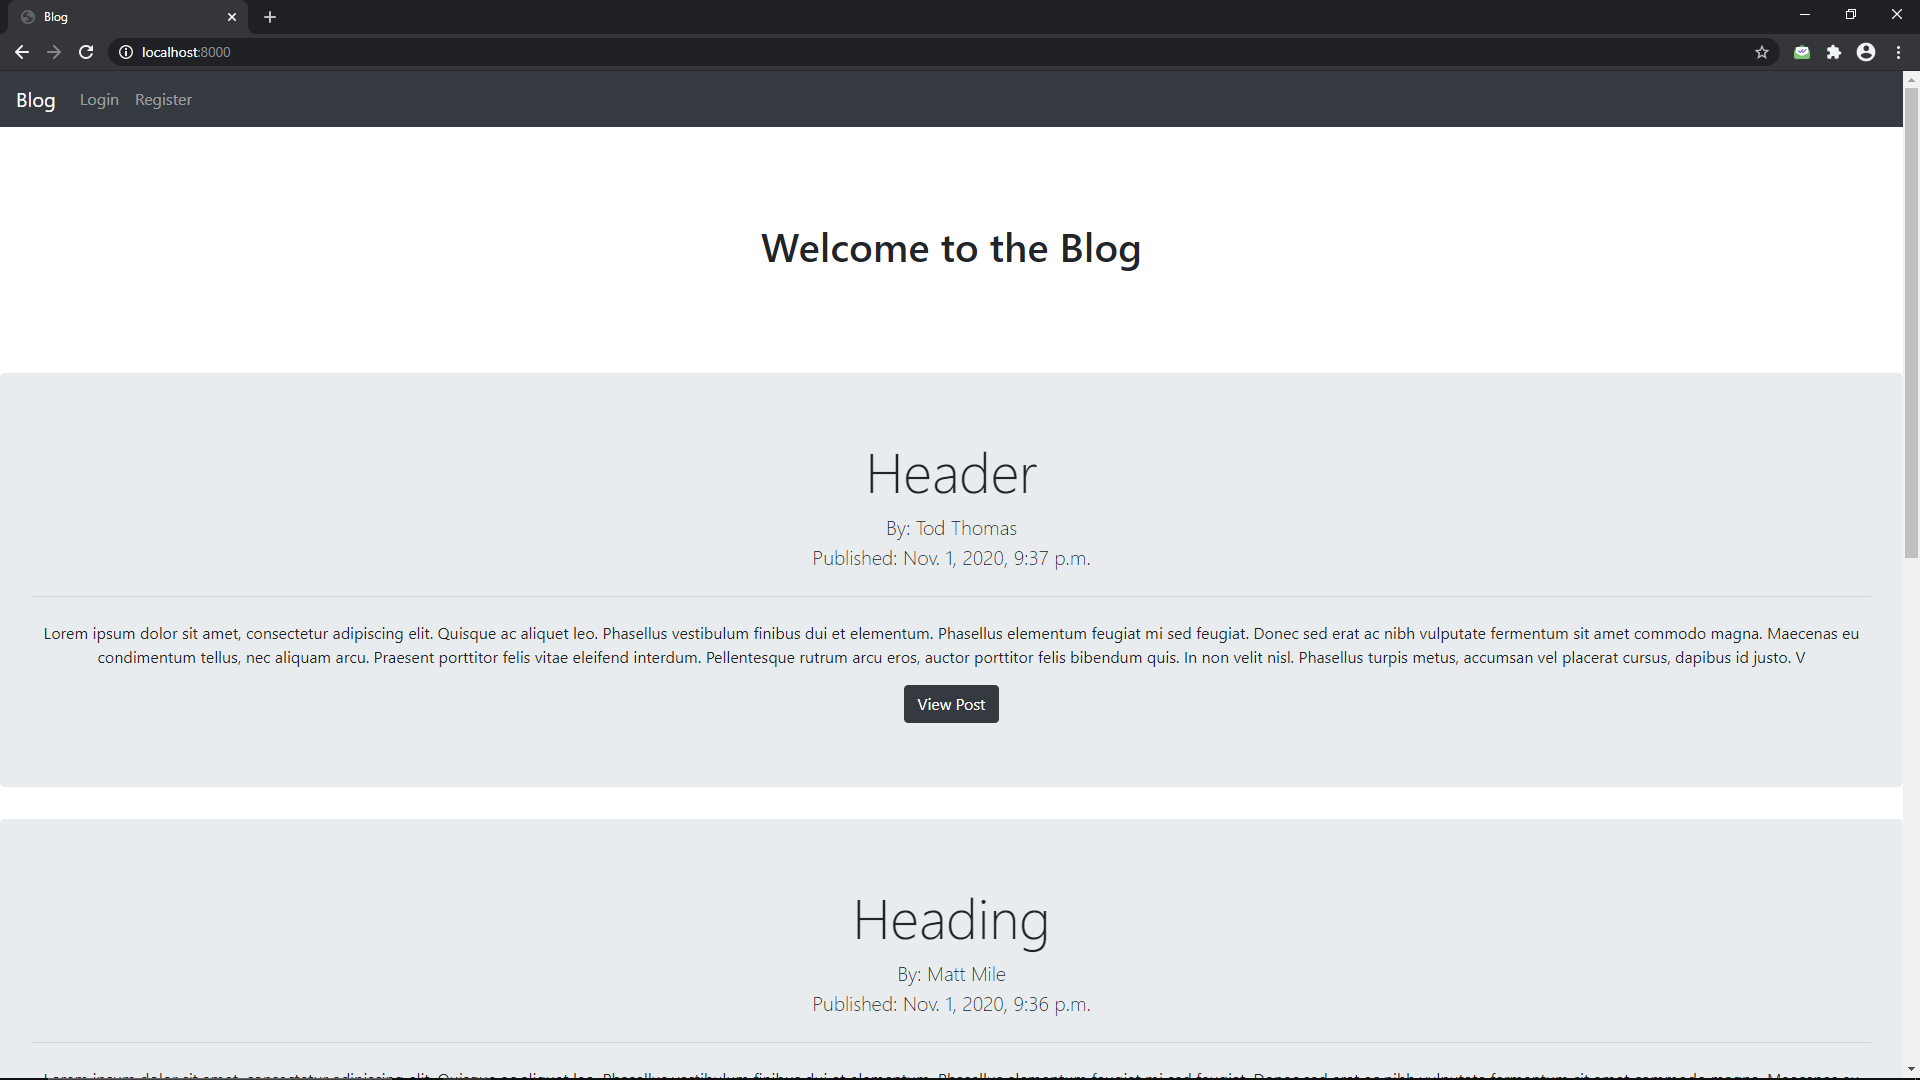 Blog
localhost:8000
Blog Login Register
Welcome to the Blog
Header
By: Tod Thomas
Published: Nov. 1, 2020, 9:37 p.m.
Lorem ipsum dolor sit amet, consectetur adipiscing elit. Quisque ac aliquet leo. Phasellus vestibulum finibus dui et elementum. Phasellus elementum feugiat mi sed feugiat. Donec sed erat ac nibh vulputate fermentum sit amet commodo magna. Maecenas eu
condimentum tellus, nec aliquam arcu. Praesent porttitor felis vitae eleifend interdum. Pellentesque rutrum arcu eros, auctor porttitor felis bibendum quis. In non velit nisl. Phasellus turpis metus, accumsan vel placerat cursus, dapibus id justo. V
View Post
Heading
By: Matt Mile
Published: Nov. 1, 2020, 9:36 p.m.